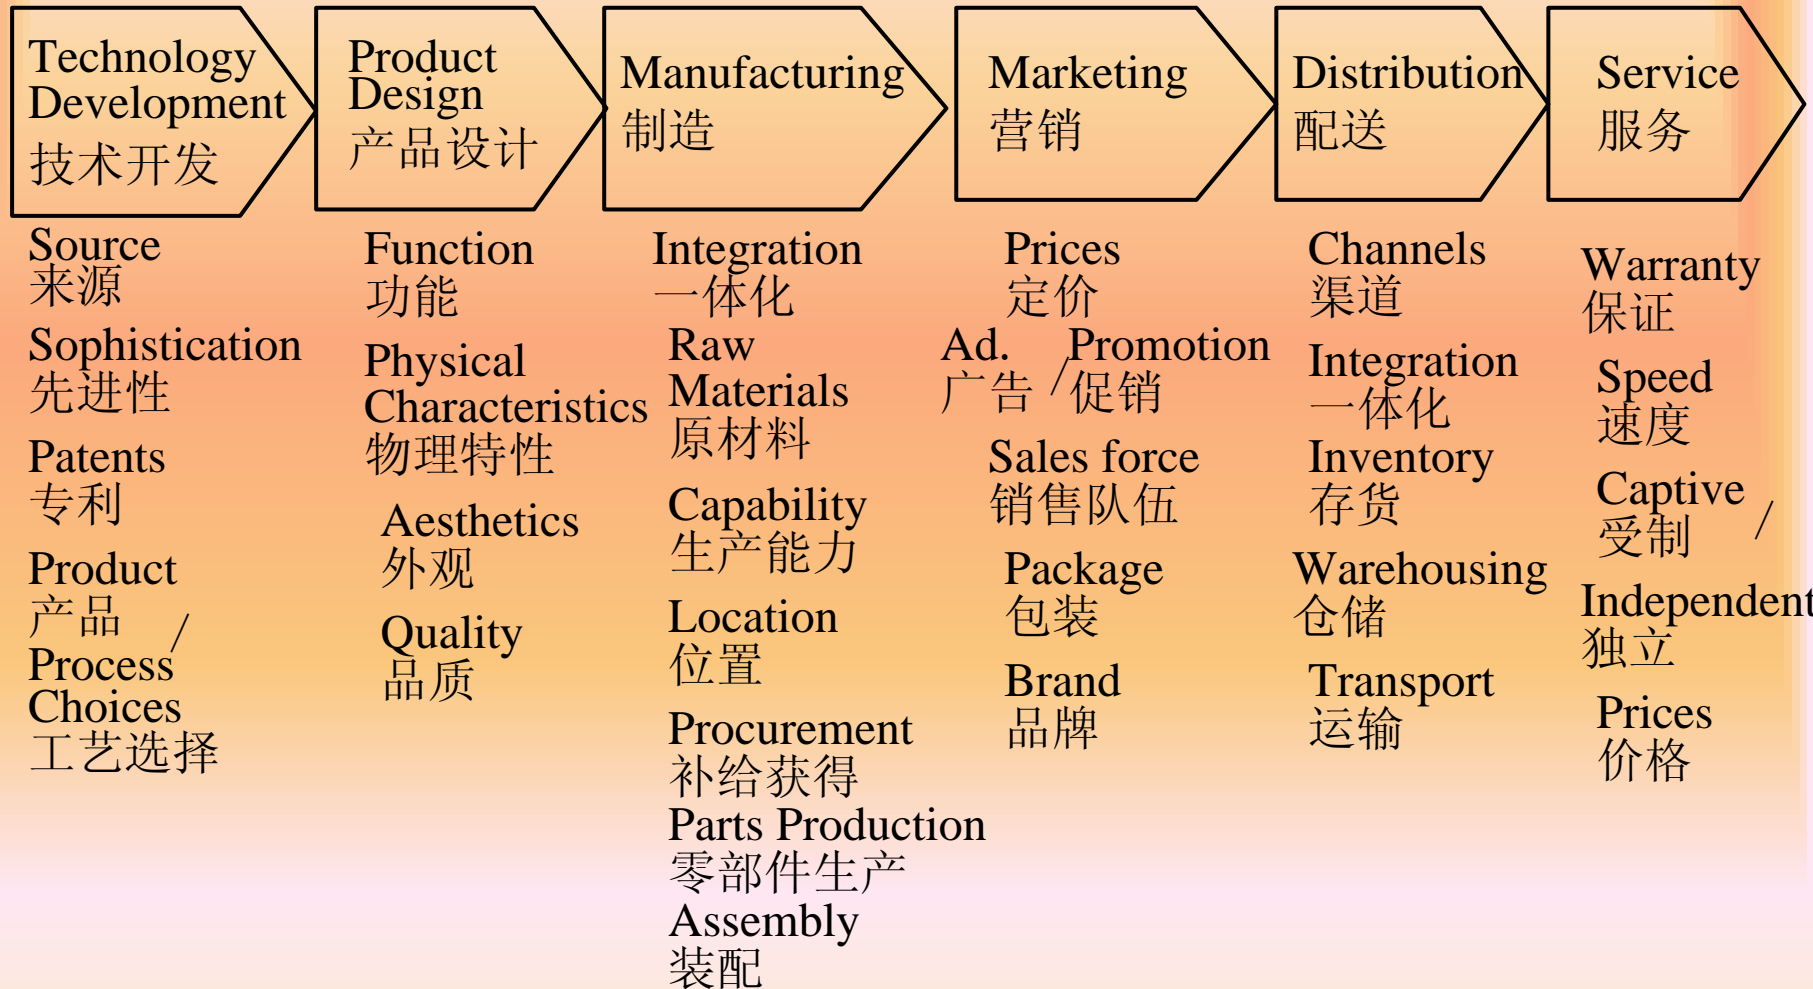 Technology
Development
技术开发
Product
Design
产品设计
Manufacturing
制造
Marketing
营销
Distribution
配送
Service
服务
Source
来源
Sophistication
先进性
Patents
专利
Product
产品 /
Process
Choices
工艺选择
Function
功能
Physical
Characteristics
物理特性
Aesthetics
外观
Quality
品质
Integration
一体化
Raw
Materials
原材料
Capability
生产能力
Location
位置
Procurement
补给获得
Parts Production
零部件生产
Assembly
装配
Prices
定价
Ad. Promotion
广告 / 促销
Sales force
销售队伍
Package
包装
Brand
品牌
Channels
渠道
Integration
一体化
Inventory
存货
Warehousing
仓储
Transport
运输
Warranty
保证
Speed
速度
Captive
受制 /
Independent
独立
Prices
价格